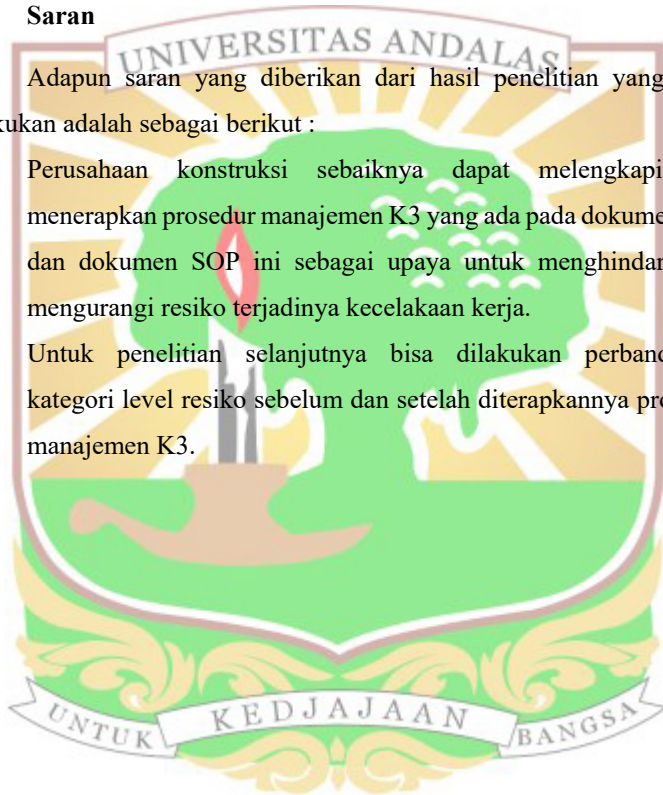 Saran
UNIVERSITAS ANDALAS
Adapun saran yang diberikan dari hasil penelitian yang
kukan adalah sebagai berikut :
Perusahaan konstruksi sebaiknya dapat melengkapi
menerapkan prosedur manajemen K3 yang ada pada dokume
dan dokumen SOP ini sebagai upaya untuk menghindar
mengurangi resiko terjadinya kecelakaan kerja.
Untuk penelitian selanjutnya bisa dilakukan perband
kategori level resiko sebelum dan setelah diterapkannya pro
manajemen K3.
UNTUK KEDJAJAAN BANGSA